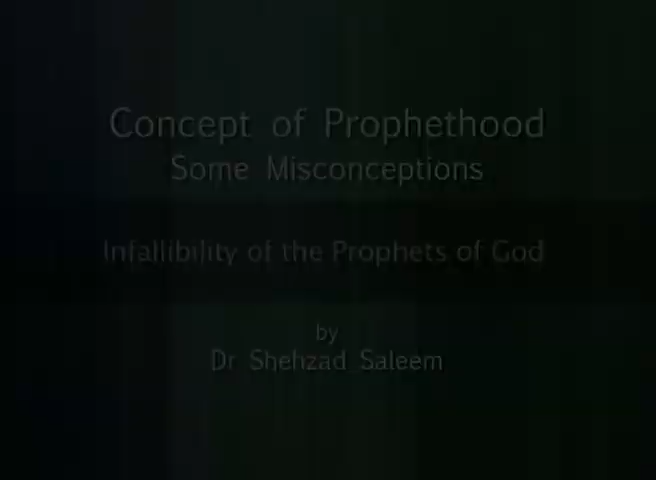 Concept of Prophethood
Some Misconceptions
Infallibility of the Prophets of God
by
Dr Shehzad Saleem